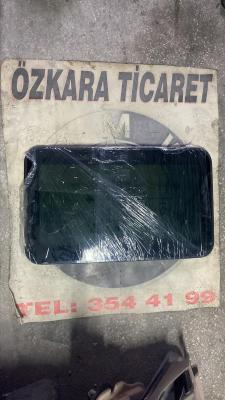 ÖZKARA TİCARET
M
TEL: 354 41 99